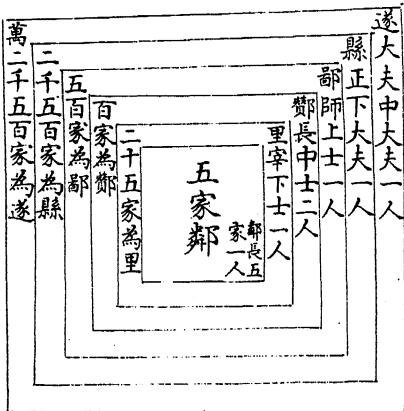 遂大夫中大夫一人
縣正下大夫一人
鄙師上士一人
酇長中士二人
里宰下士一人
五家鄰
鄰長五
家一人
二十五家為里
百家為酇
五百家為鄙
二千五百家為縣
萬二千五百家為遂